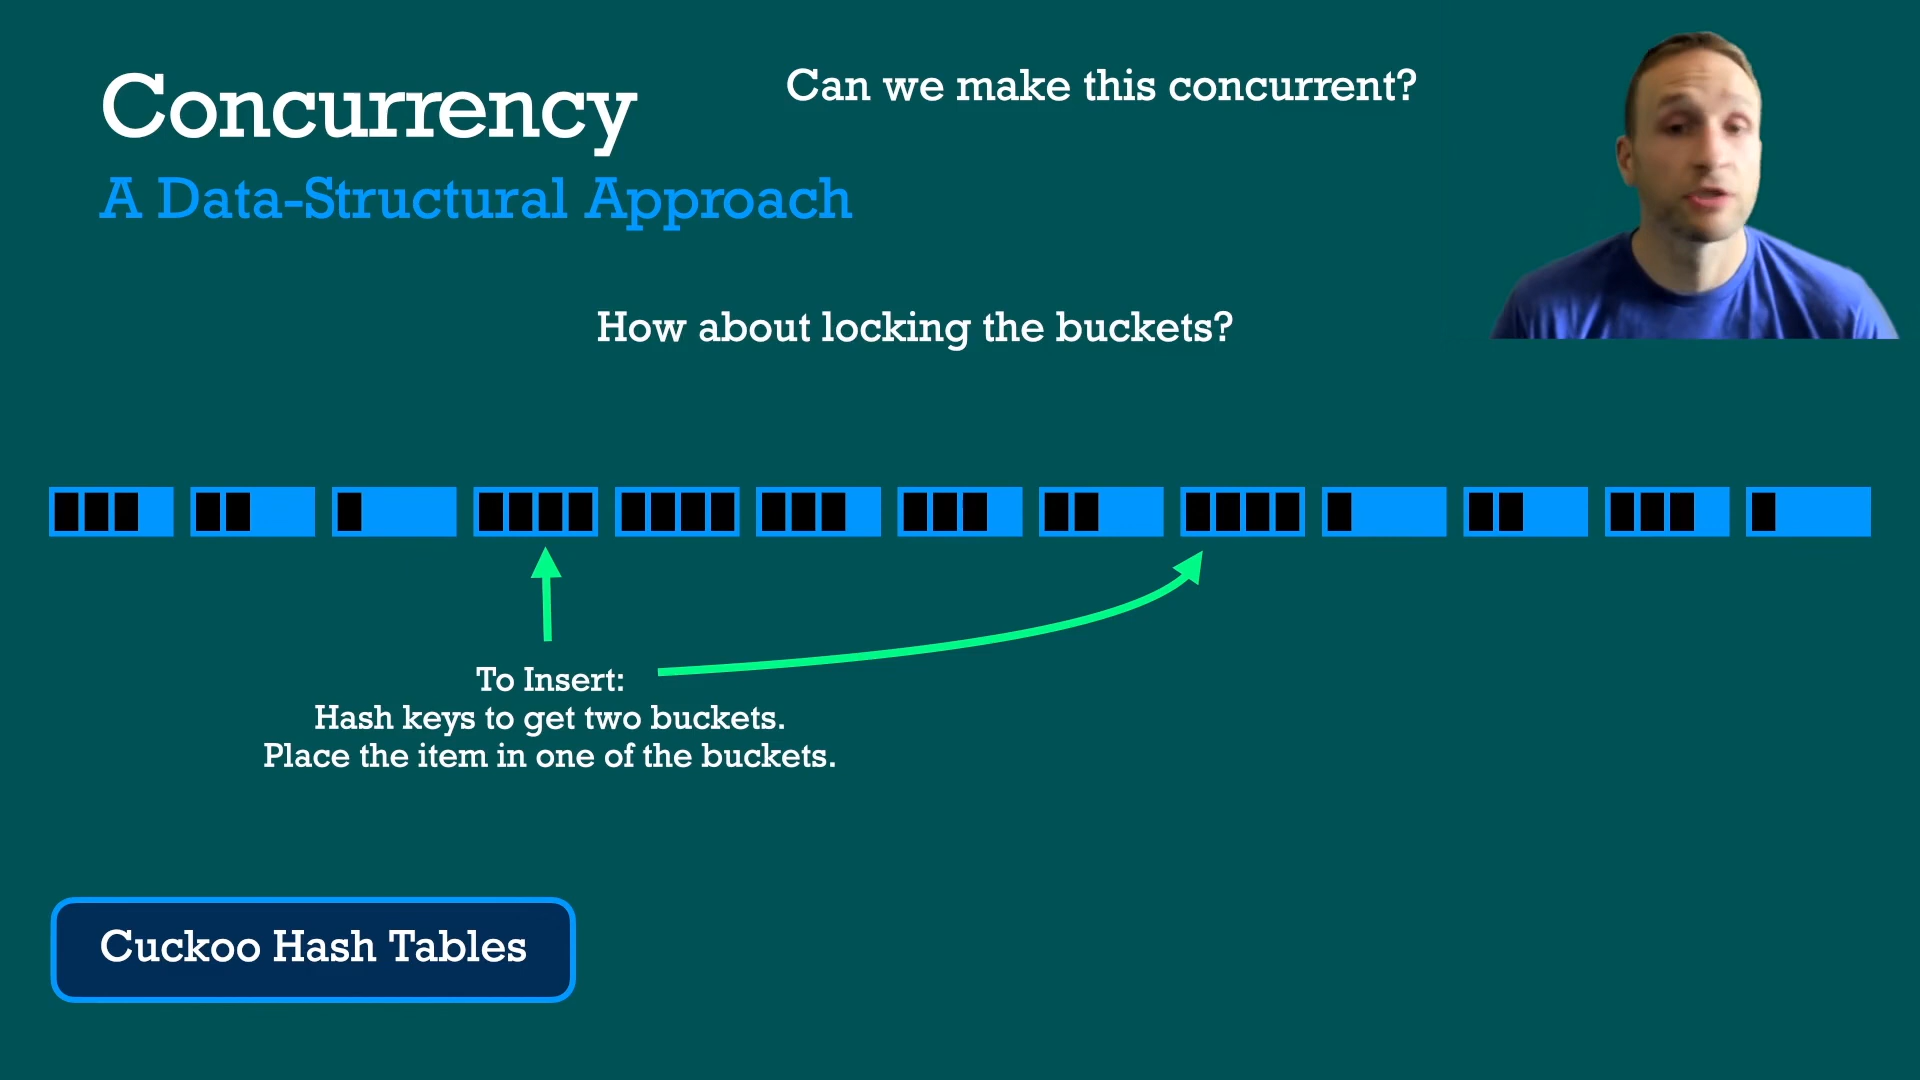 Concurrency
Can we make this concurrent?
A Data-Structural Approach
How about locking the buckets?
To Insert:
Hash keys to get two buckets.
Place the item in one of the buckets.
Cuckoo Hash Tables